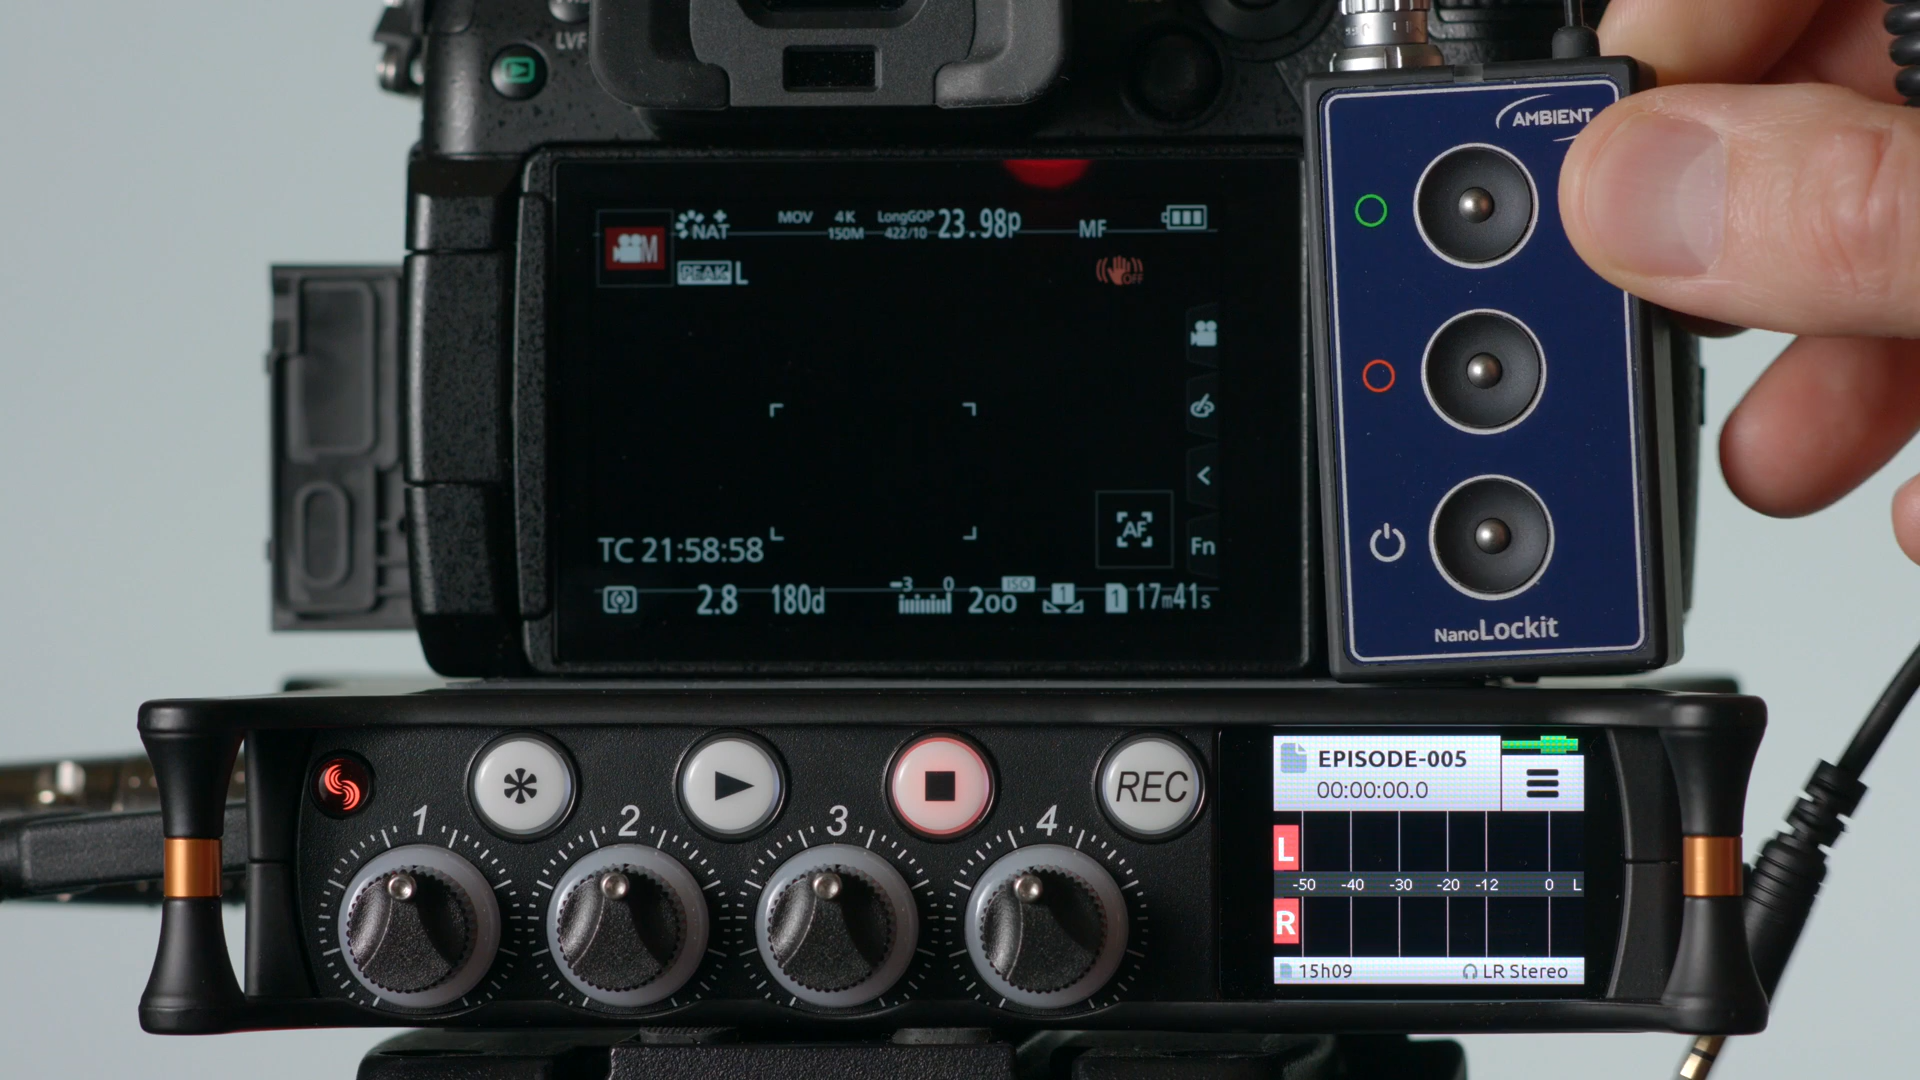 LVF
AMBIENT
NAT
MOV 4K 150M LongGOP 422/10 23.98p MF
M
PEAK L
OFF
AF
TC 21:58:58
Fn
2.8 180d -3 0 ISO 200 1 1 17m41s
NanoLockit
REC
1 2 3 4
EPISODE-005
00:00:00.0
L
-50 -40 -30 -20 -12 0 L
R
15h09 LR Stereo